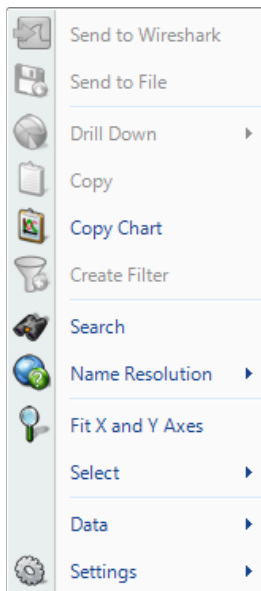 Send to Wireshark
Send to File
Drill Down
Copy
Copy Chart
Create Filter
Search
Name Resolution
Fit X and Y Axes
Select
Data
Settings